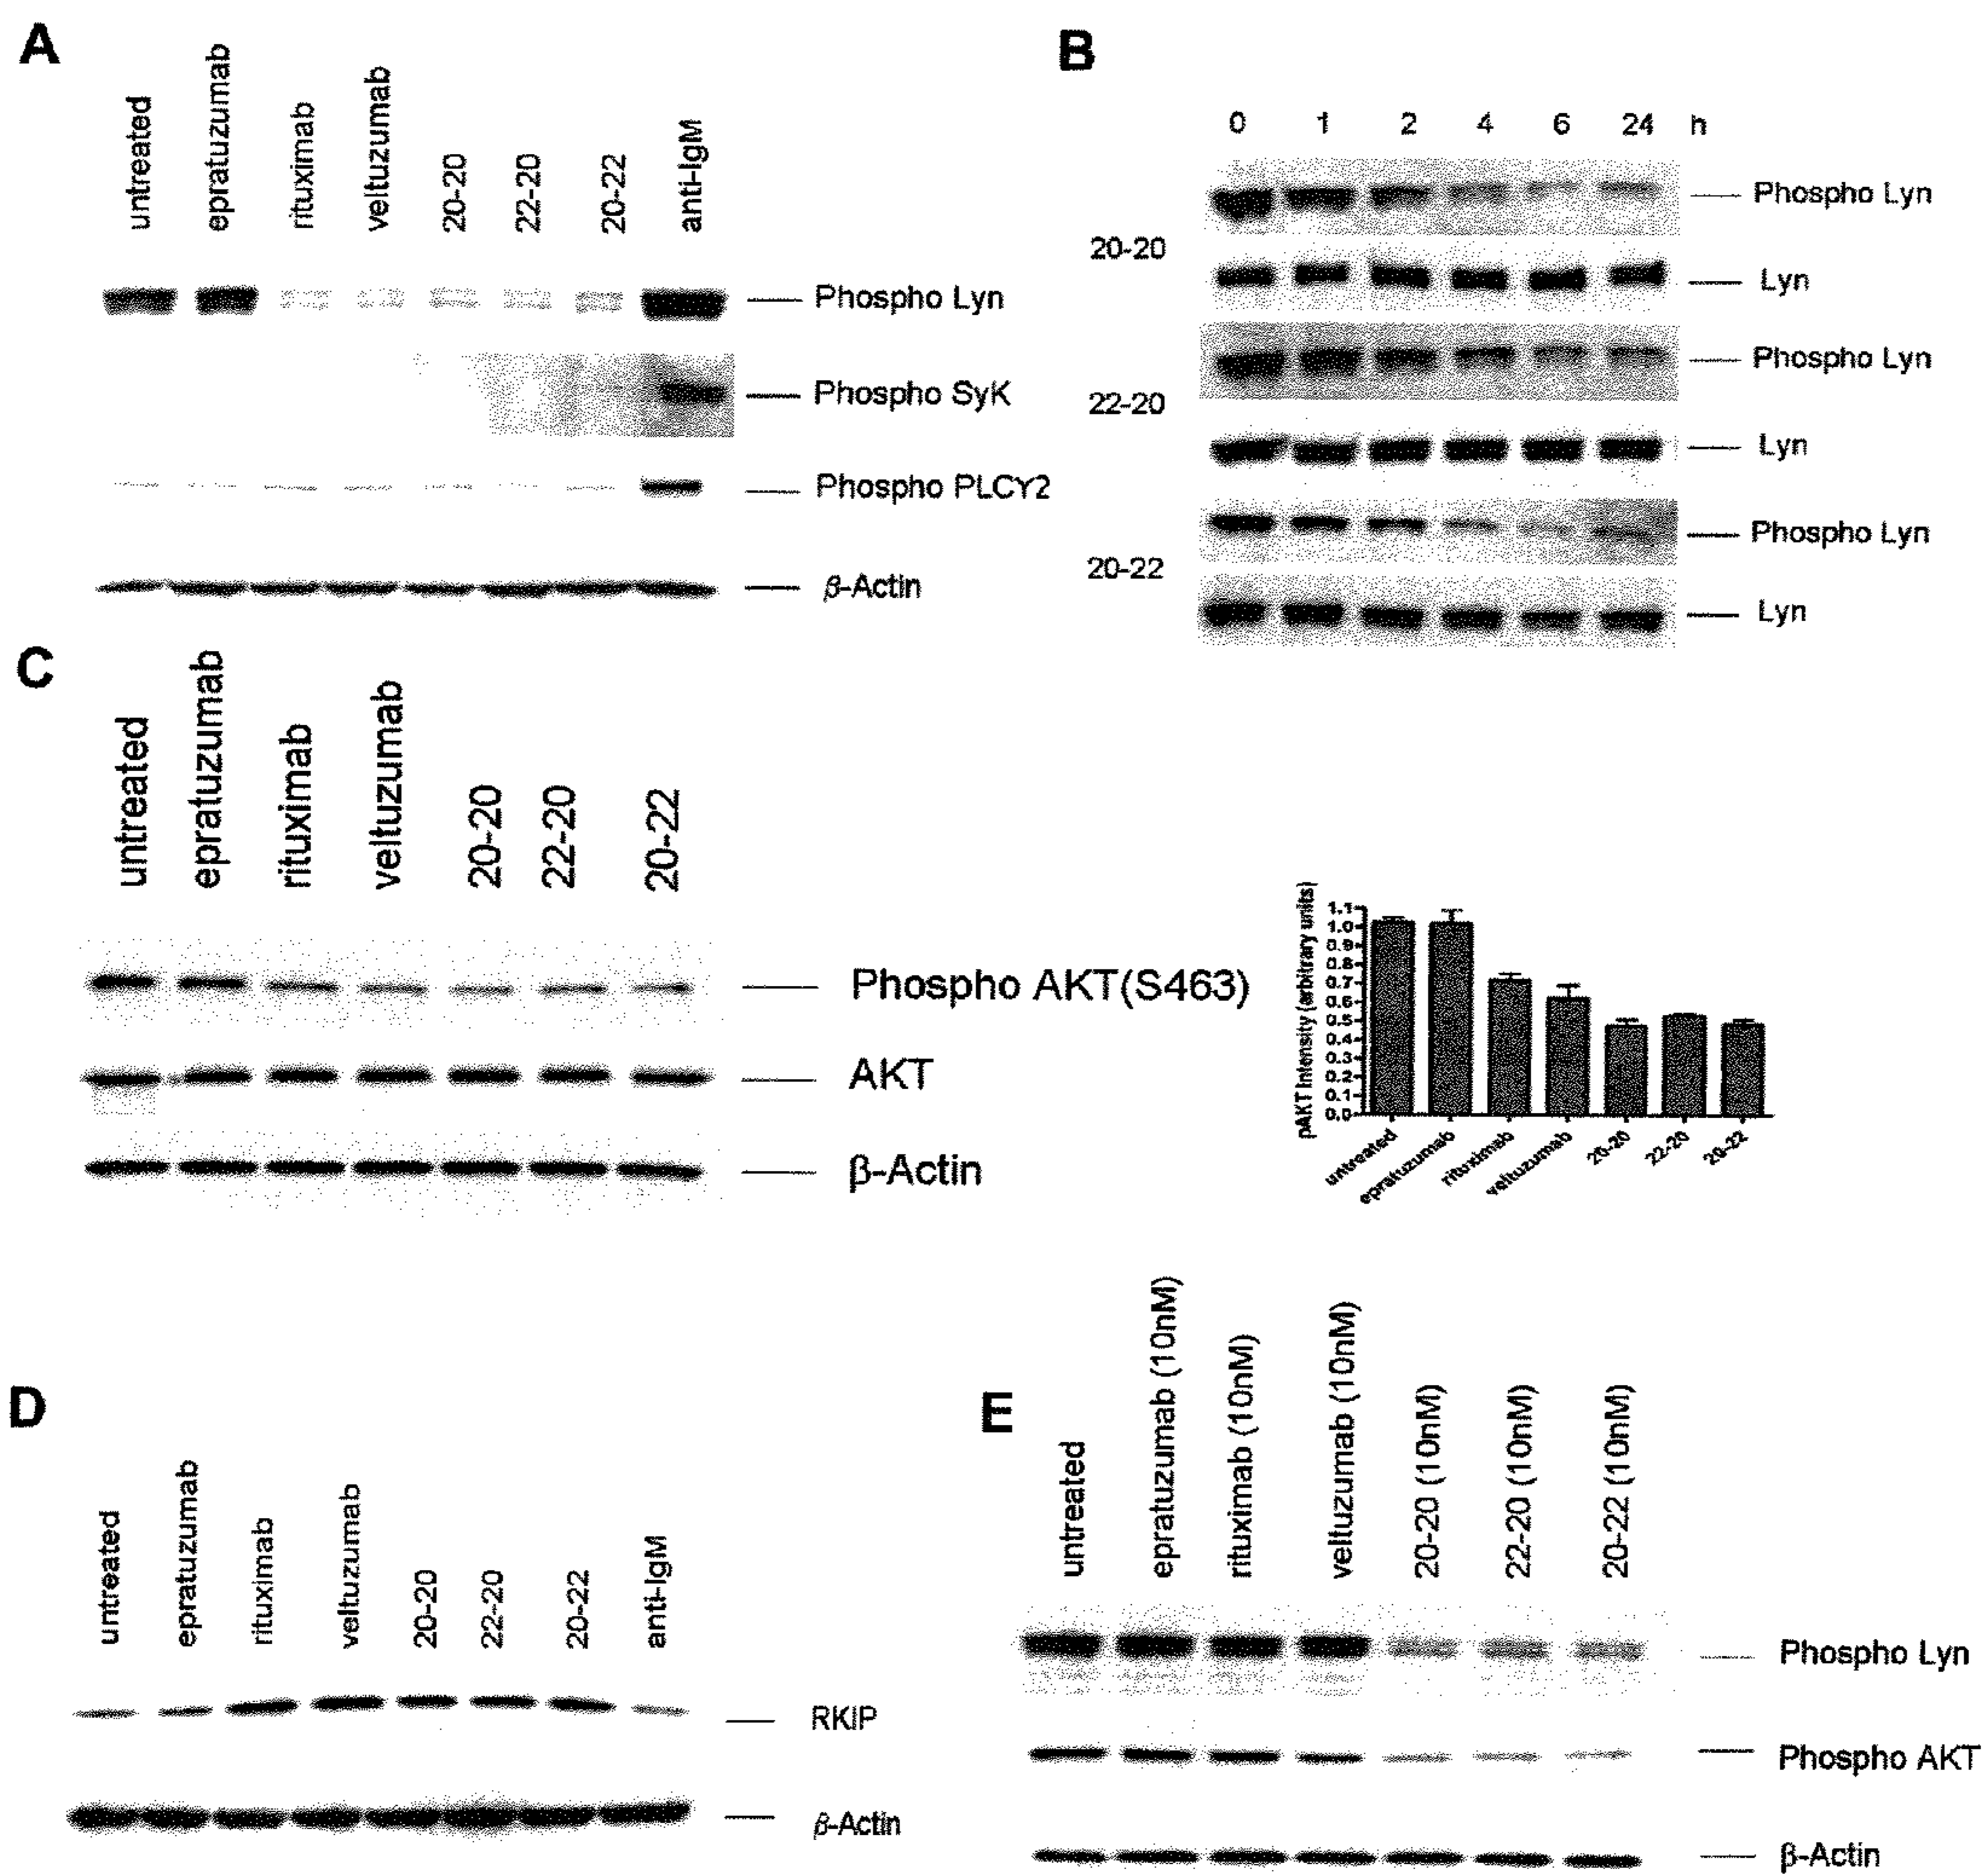 A
untreated
epratuzumab
rituximab
veltuzumab
20-20
22-20
20-22
anti-IgM
Phospho Lyn
Phospho SyK
Phospho PLCγ2
β-Actin
B
0 1 2 4 6 24 h
20-20
Phospho Lyn
Lyn
22-20
Phospho Lyn
Lyn
20-22
Phospho Lyn
Lyn
C
untreated
epratuzumab
rituximab
veltuzumab
20-20
22-20
20-22
Phospho AKT(S463)
AKT
β-Actin
pAKT Intensity (arbitrary units)
1.1
1.0
0.9
0.8
0.7
0.6
0.5
0.4
0.3
0.2
0.1
0.0
untreated
epratuzumab
rituximab
veltuzumab
20-20
22-20
20-22
D
untreated
epratuzumab
rituximab
veltuzumab
20-20
22-20
20-22
anti-IgM
RKIP
β-Actin
E
untreated
epratuzumab (10nM)
rituximab (10nM)
veltuzumab (10nM)
20-20 (10nM)
22-20 (10nM)
20-22 (10nM)
Phospho Lyn
Phospho AKT
β-Actin